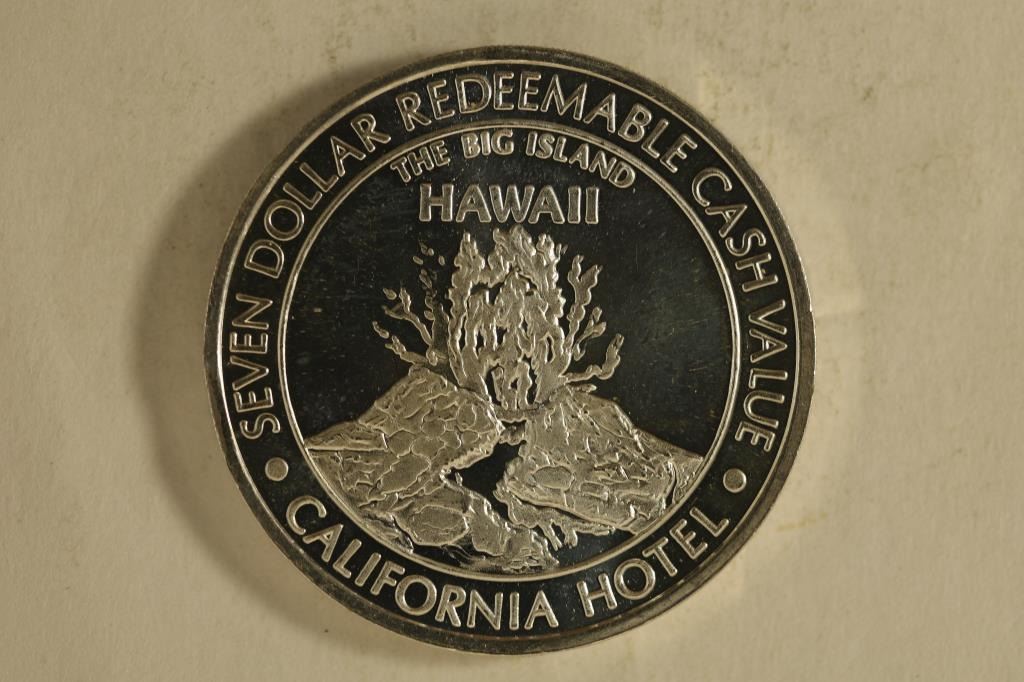 SEVEN DOLLAR REDEEMABLE CASH VALUE
THE BIG ISLAND
HAWAII
• CALIFORNIA HOTEL •